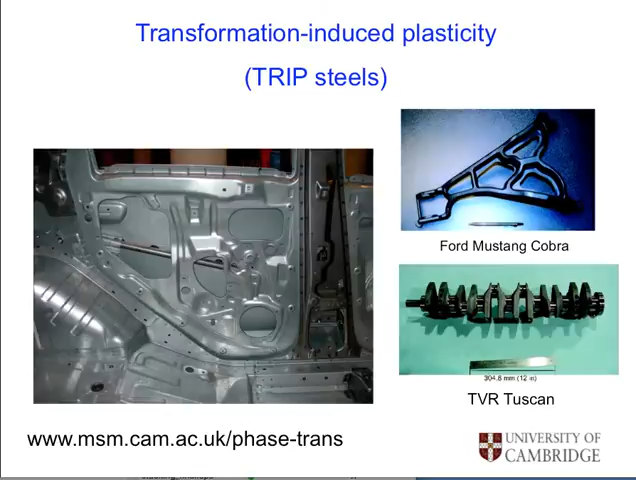 Transformation-induced plasticity
(TRIP steels)
Ford Mustang Cobra
304.8 mm (12 in)
TVR Tuscan
www.msm.cam.ac.uk/phase-trans
UNIVERSITY OF
CAMBRIDGE